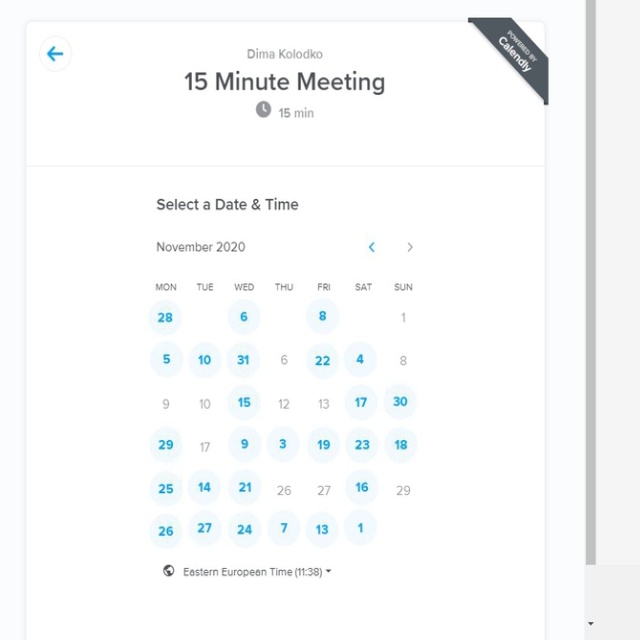 POWERED BY
Calendly
Dima Kolodko
15 Minute Meeting
15 min
Select a Date & Time
November 2020
MON TUE WED THU FRI SAT SUN
28 6 8 1
5 10 31 6 22 4 8
9 10 15 12 13 17 30
29 17 9 3 19 23 18
25 14 21 26 27 16 29
26 27 24 7 13 1
Eastern European Time (11:38)